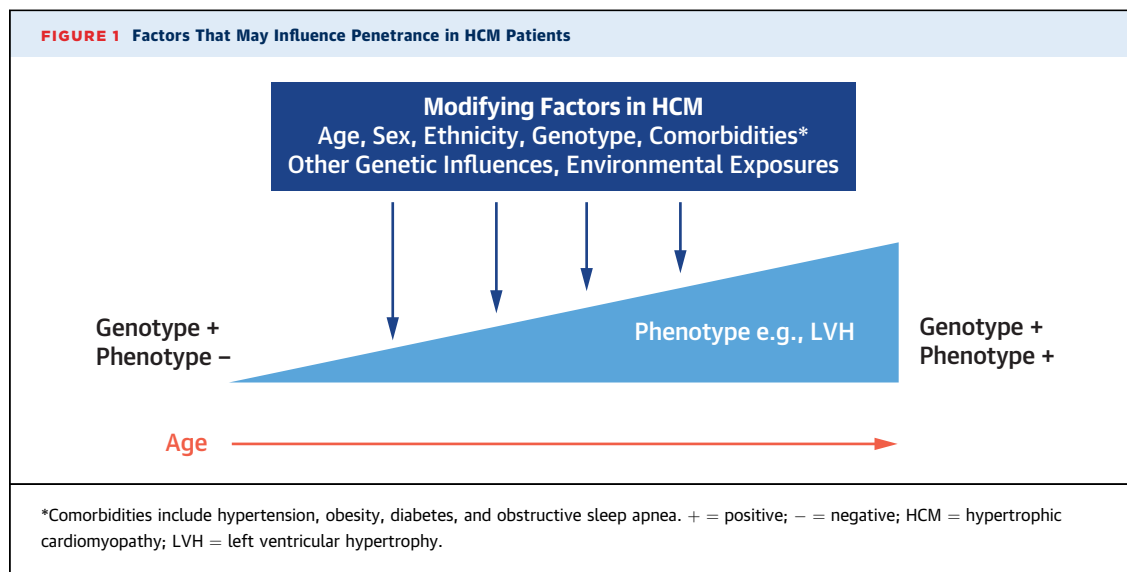 FIGURE 1 Factors That May Influence Penetrance in HCM Patients
Modifying Factors in HCM
Age, Sex, Ethnicity, Genotype, Comorbidities*
Other Genetic Influences, Environmental Exposures
Genotype +
Phenotype –
Phenotype e.g., LVH
Genotype +
Phenotype +
Age
*Comorbidities include hypertension, obesity, diabetes, and obstructive sleep apnea. + = positive; − = negative; HCM = hypertrophic
cardiomyopathy; LVH = left ventricular hypertrophy.